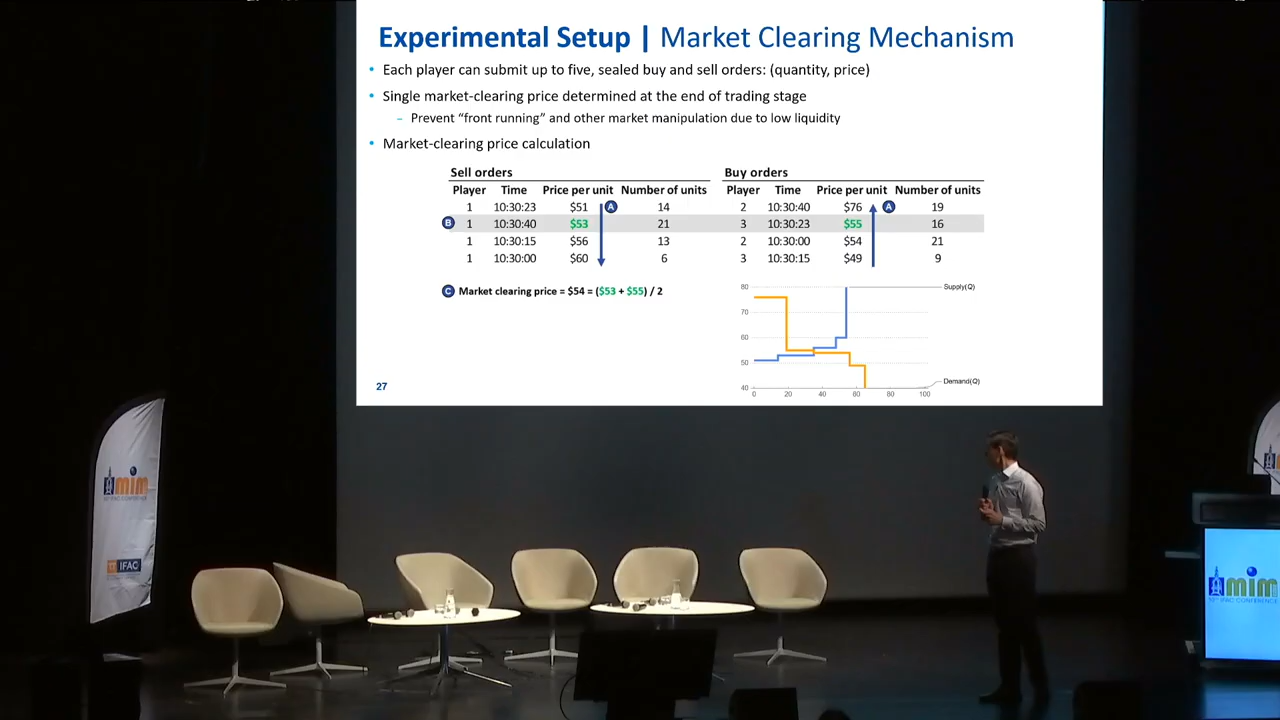 Experimental Setup | Market Clearing Mechanism
• Each player can submit up to five, sealed buy and sell orders: (quantity, price)
• Single market-clearing price determined at the end of trading stage
– Prevent “front running” and other market manipulation due to low liquidity
• Market-clearing price calculation
Sell orders
Player Time Price per unit Number of units
1 10:30:23 $51 A 14
B 1 10:30:40 $53 21
1 10:30:15 $56 13
1 10:30:00 $60 6
Buy orders
Player Time Price per unit Number of units
2 10:30:40 $76 A 19
3 10:30:23 $55 16
2 10:30:00 $54 21
3 10:30:15 $49 9
C Market clearing price = $54 = ($53 + $55) / 2
80
70
60
50
40
0 20 40 60 80 100
Supply(Q)
Demand(Q)
27
mim
IFAC
mim